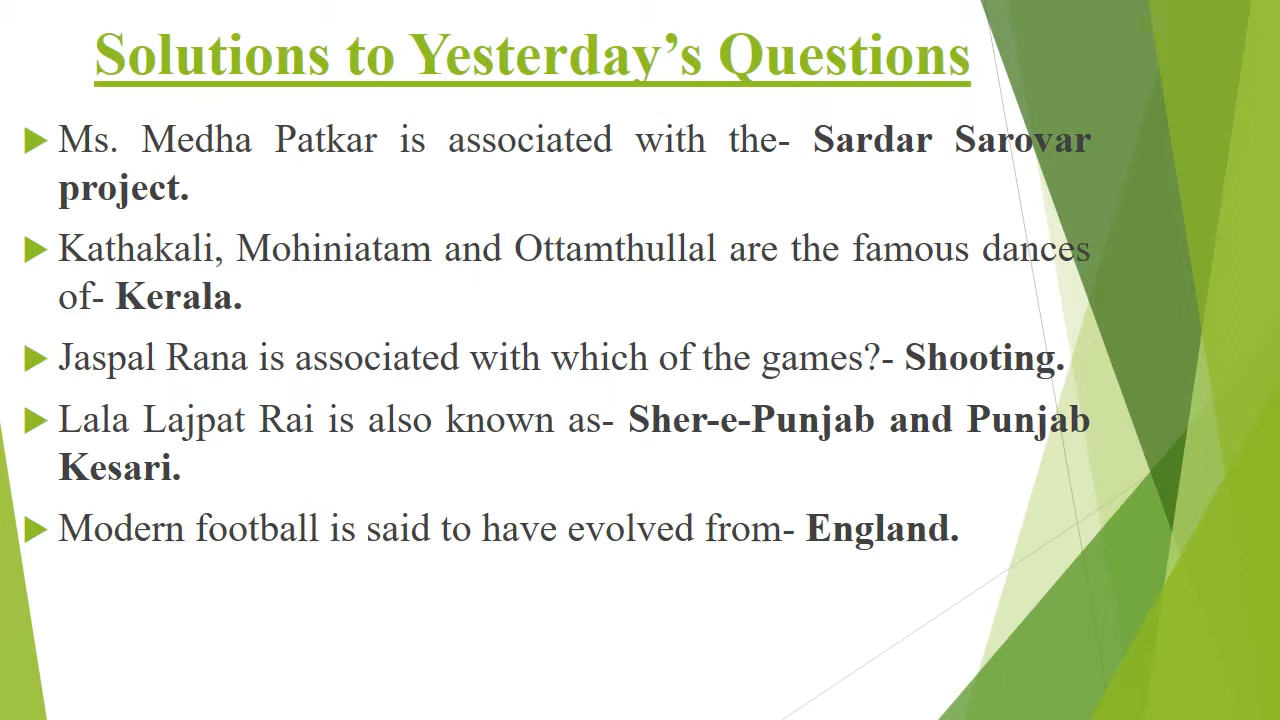 Solutions to Yesterday’s Questions
Ms. Medha Patkar is associated with the- Sardar Sarovar
project.
Kathakali, Mohiniatam and Ottamthullal are the famous dances
of- Kerala.
Jaspal Rana is associated with which of the games?- Shooting.
Lala Lajpat Rai is also known as- Sher-e-Punjab and Punjab
Kesari.
Modern football is said to have evolved from- England.